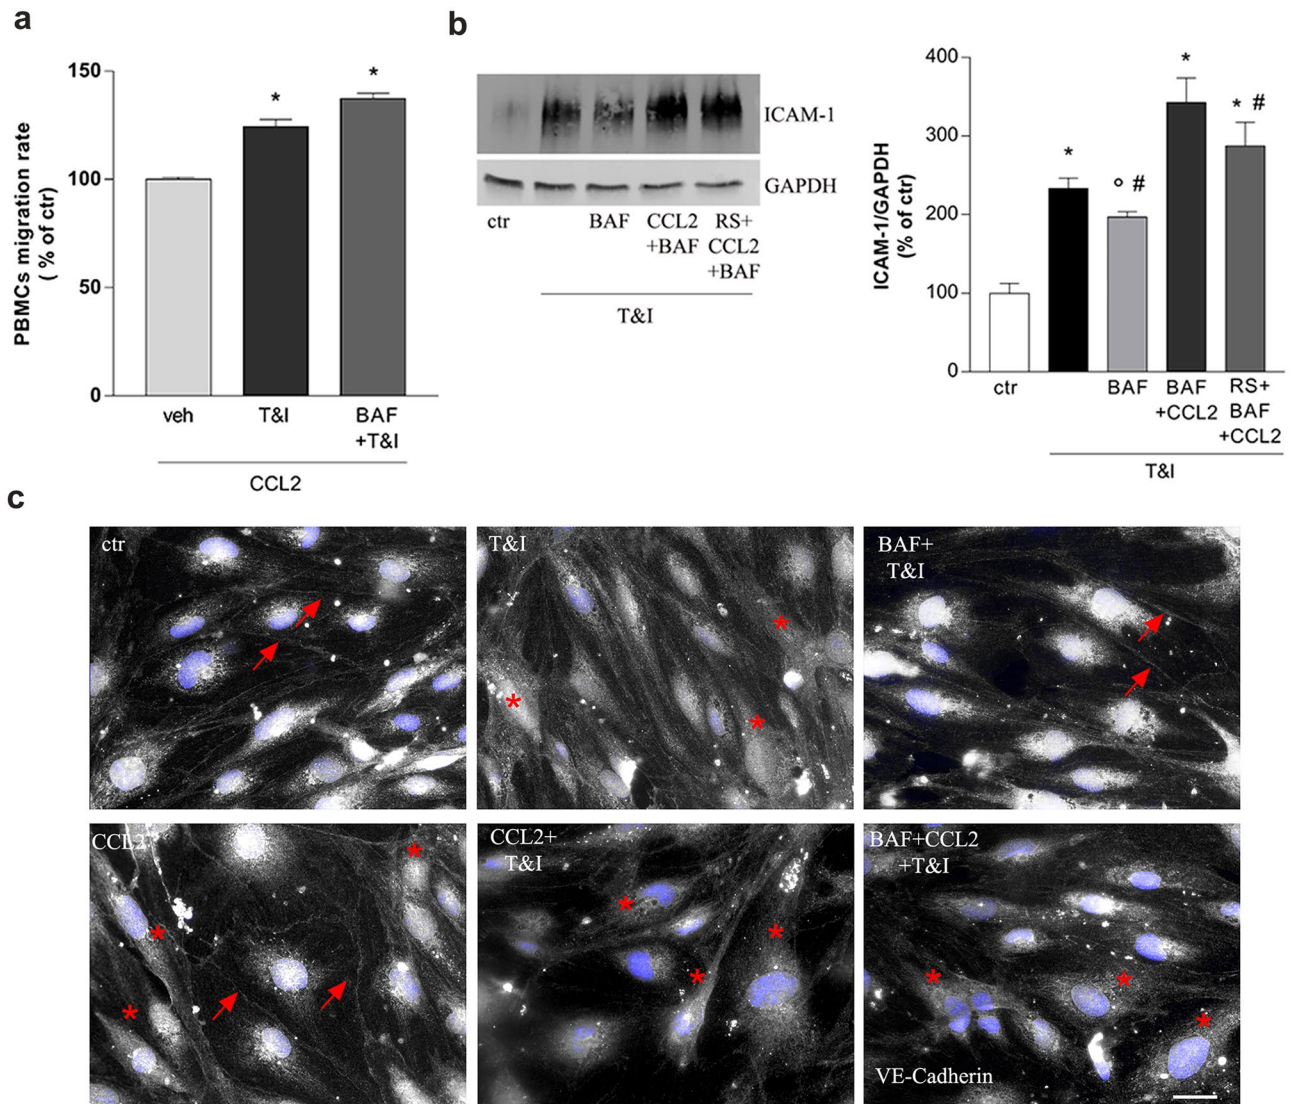 a
PBMCs migration rate
( % of ctr)
150
100
50
0
*
*
veh
T&I
BAF
+T&I
CCL2
b
ICAM-1
GAPDH
ctr
BAF
CCL2
+BAF
RS+
CCL2
+BAF
T&I
ICAM-1/GAPDH
(% of ctr)
400
300
200
100
0
*
° #
*
* #
ctr
BAF
BAF
+CCL2
RS+
BAF
+CCL2
T&I
c
ctr
*
*
*
T&I
BAF+
T&I
CCL2
*
*
*
CCL2+
T&I
*
*
*
BAF+CCL2
+T&I
*
*
*
VE-Cadherin